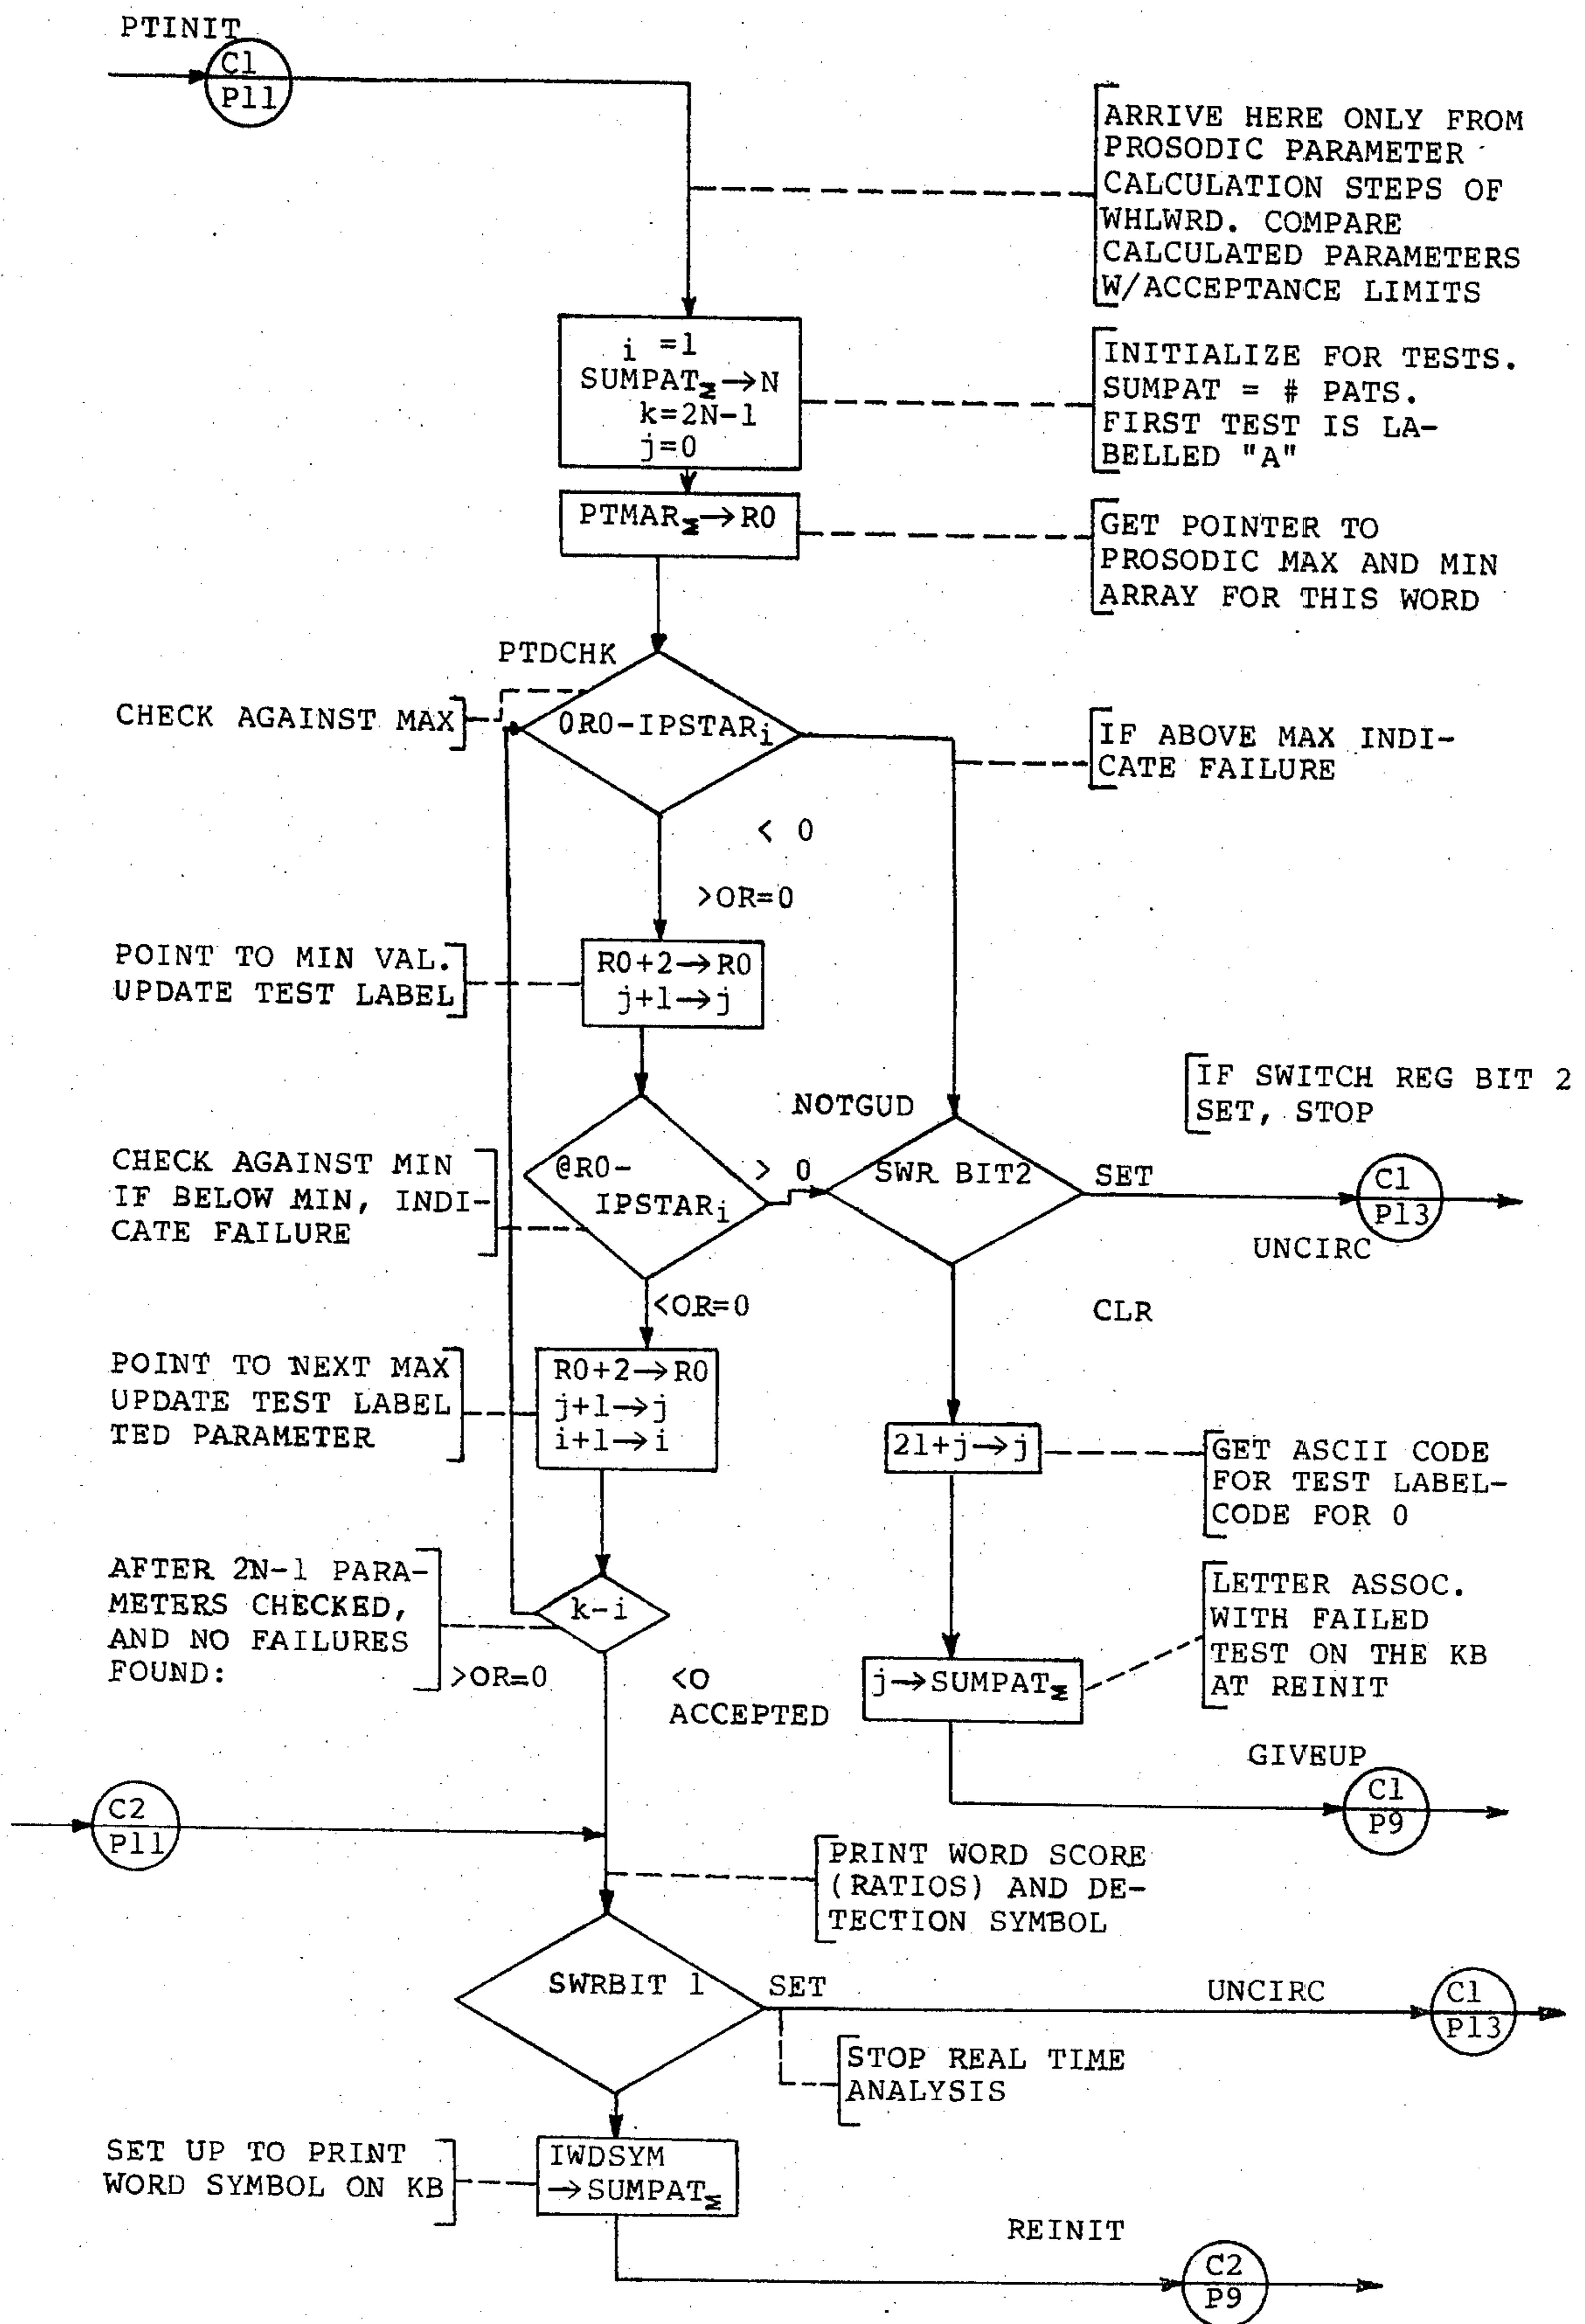 PTINIT
C1
P11
ARRIVE HERE ONLY FROM
PROSODIC PARAMETER
CALCULATION STEPS OF
WHLWRD. COMPARE
CALCULATED PARAMETERS
W/ACCEPTANCE LIMITS
i =1
SUMPATΣ→N
k=2N-1
j=0
INITIALIZE FOR TESTS.
SUMPAT = # PATS.
FIRST TEST IS LA-
BELLED "A"
PTMARΣ→R0
GET POINTER TO
PROSODIC MAX AND MIN
ARRAY FOR THIS WORD
PTDCHK
CHECK AGAINST MAX
0R0-IPSTARi
IF ABOVE MAX INDI-
CATE FAILURE
< 0
>OR=0
POINT TO MIN VAL.
UPDATE TEST LABEL
R0+2→R0
j+1→j
IF SWITCH REG BIT 2
SET, STOP
NOTGUD
CHECK AGAINST MIN
IF BELOW MIN, INDI-
CATE FAILURE
@R0-
IPSTARi
> 0
SWR BIT2
SET
C1
P13
UNCIRC
<OR=0
CLR
POINT TO NEXT MAX
UPDATE TEST LABEL
TED PARAMETER
R0+2→R0
j+1→j
i+1→i
21+j→j
GET ASCII CODE
FOR TEST LABEL-
CODE FOR 0
AFTER 2N-1 PARA-
METERS CHECKED,
AND NO FAILURES
FOUND:
k-i
>OR=0
<0
ACCEPTED
j→SUMPATΣ
LETTER ASSOC.
WITH FAILED
TEST ON THE KB
AT REINIT
GIVEUP
C1
P9
C2
P11
PRINT WORD SCORE
(RATIOS) AND DE-
TECTION SYMBOL
SWRBIT 1
SET
UNCIRC
C1
P13
STOP REAL TIME
ANALYSIS
SET UP TO PRINT
WORD SYMBOL ON KB
IWDSYM
→SUMPATΣ
REINIT
C2
P9